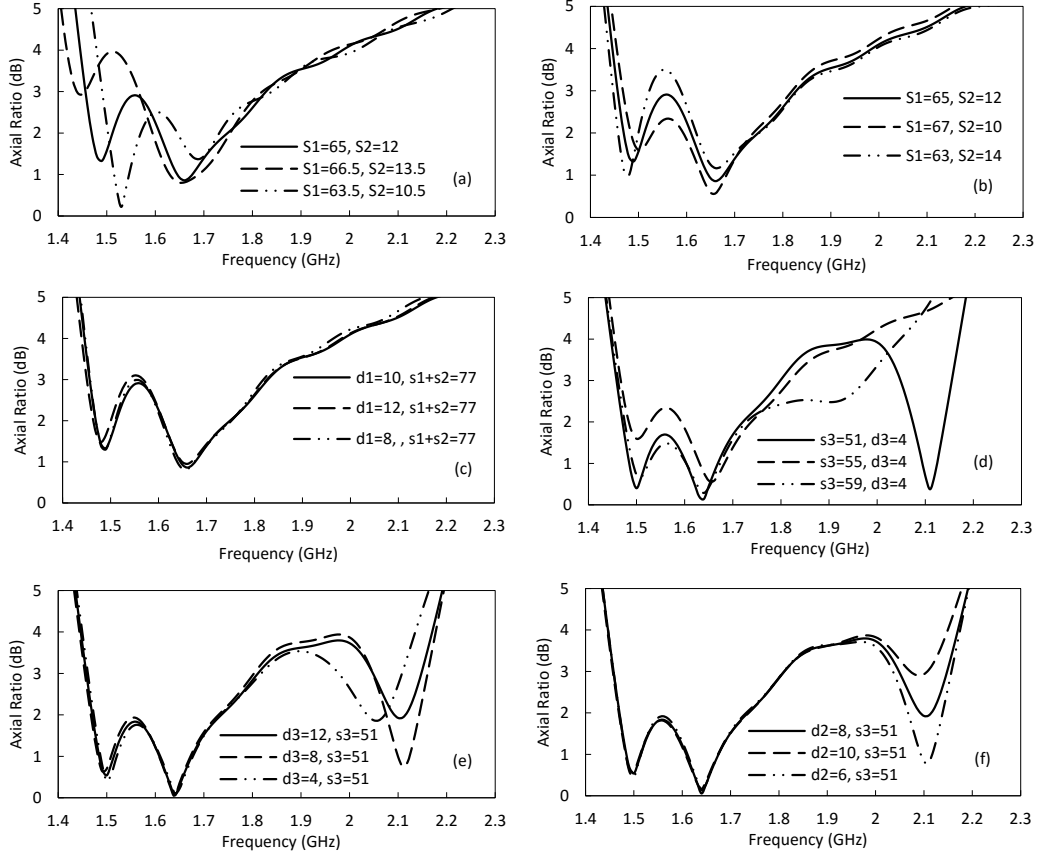 5
4
3
2
1
0
Axial Ratio (dB)
S1=65, S2=12
S1=66.5, S2=13.5
S1=63.5, S2=10.5
(a)
1.4 1.5 1.6 1.7 1.8 1.9 2 2.1 2.2 2.3
Frequency (GHz)
5
4
3
2
1
0
Axial Ratio (dB)
S1=65, S2=12
S1=67, S2=10
S1=63, S2=14
(b)
1.4 1.5 1.6 1.7 1.8 1.9 2 2.1 2.2 2.3
Frequency (GHz)
5
4
3
2
1
0
Axial Ratio (dB)
d1=10, s1+s2=77
d1=12, s1+s2=77
d1=8, , s1+s2=77
(c)
1.4 1.5 1.6 1.7 1.8 1.9 2 2.1 2.2 2.3
Frequency (GHz)
5
4
3
2
1
0
Axial Ratio (dB)
s3=51, d3=4
s3=55, d3=4
s3=59, d3=4
(d)
1.4 1.5 1.6 1.7 1.8 1.9 2 2.1 2.2 2.3
Frequency (GHz)
5
4
3
2
1
0
Axial Ratio (dB)
d3=12, s3=51
d3=8, s3=51
d3=4, s3=51
(e)
1.4 1.5 1.6 1.7 1.8 1.9 2 2.1 2.2 2.3
Frequency (GHz)
5
4
3
2
1
0
Axial Ratio (dB)
d2=8, s3=51
d2=10, s3=51
d2=6, s3=51
(f)
1.4 1.5 1.6 1.7 1.8 1.9 2 2.1 2.2 2.3
Frequency (GHz)